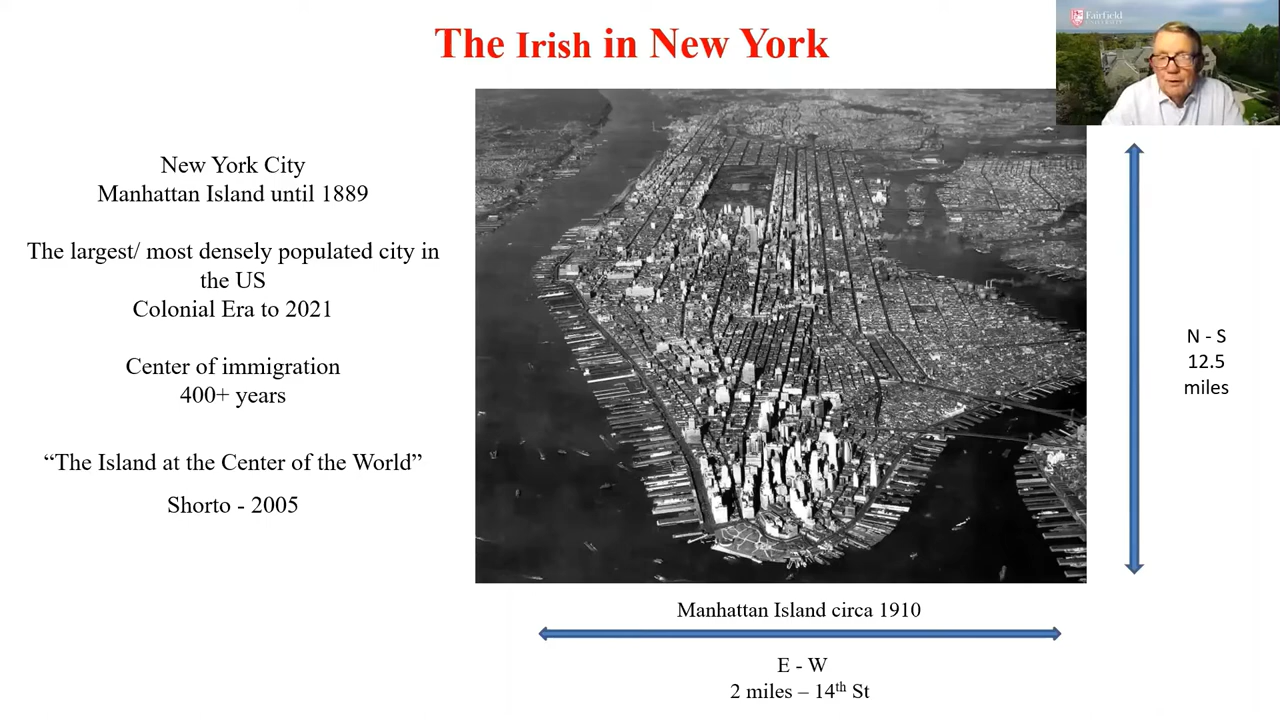 The Irish in New York
Fairfield
UNIVERSITY
New York City
Manhattan Island until 1889
The largest/ most densely populated city in
the US
Colonial Era to 2021
Center of immigration
400+ years
“The Island at the Center of the World”
Shorto - 2005
N - S
12.5
miles
Manhattan Island circa 1910
E - W
2 miles – 14th St